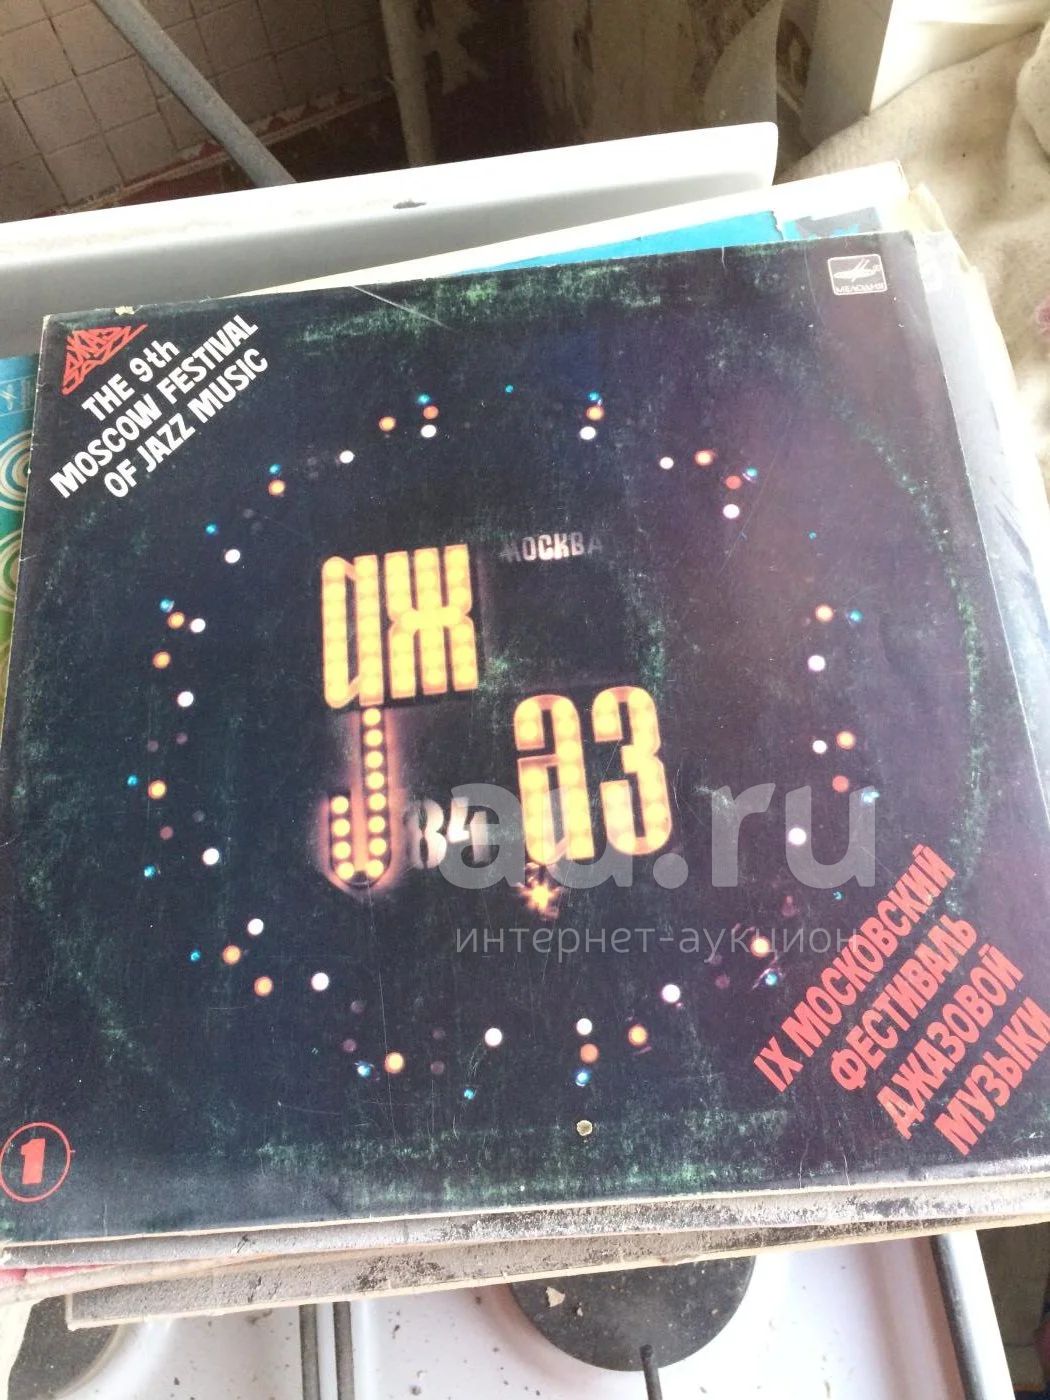 THE 9th
MOSCOW FESTIVAL
OF JAZZ MUSIC
МЕЛОДИЯ
МОСКВА
ДЖ
АЗ
84
au.ru
интернет-аукцион
IX МОСКОВСКИЙ
ФЕСТИВАЛЬ
ДЖАЗОВОЙ
МУЗЫКИ
1